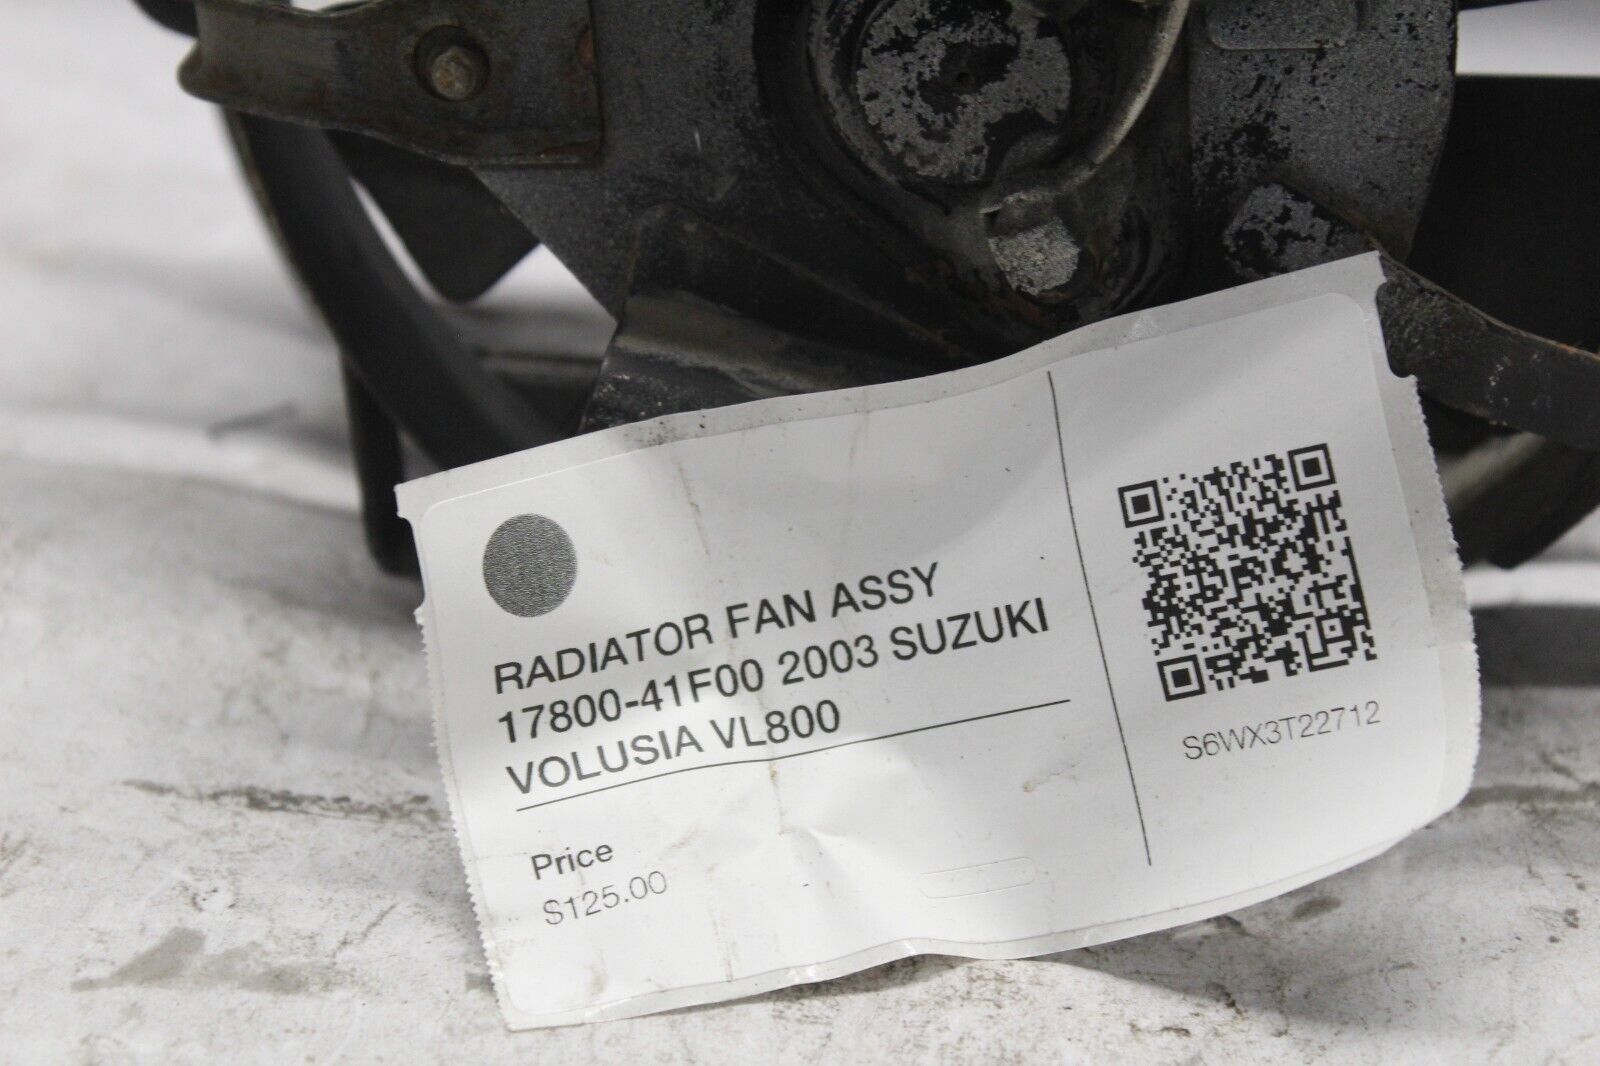 RADIATOR FAN ASSY
17800-41F00 2003 SUZUKI
VOLUSIA VL800
Price
$125.00
S6WX3T22712